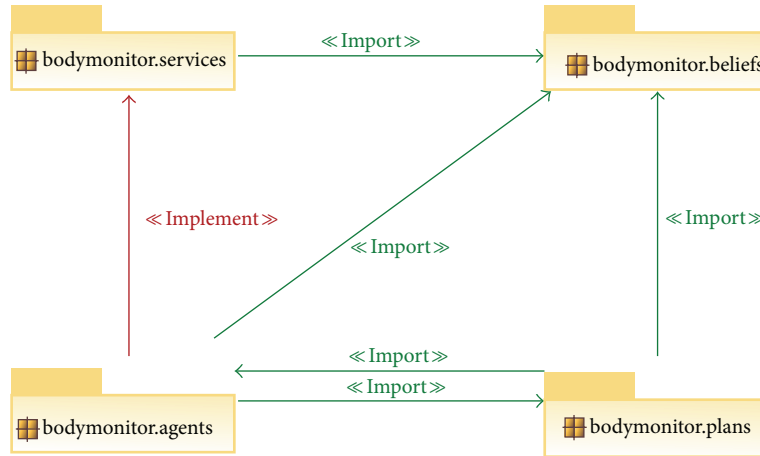 ≪Import≫
bodymonitor.services
bodymonitor.beliefs
≪Implement≫
≪Import≫
≪Import≫
≪Import≫
≪Import≫
bodymonitor.agents
bodymonitor.plans